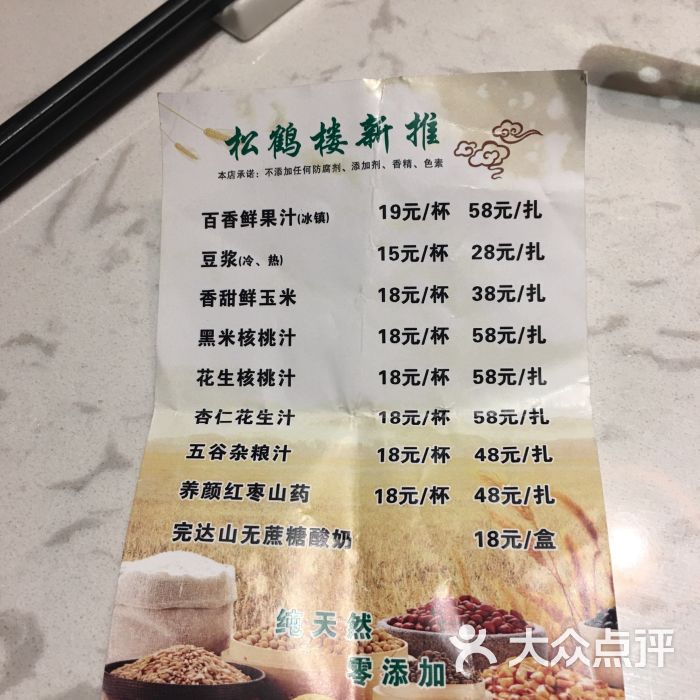 松鹤楼新推
本店承诺：不添加任何防腐剂、添加剂、香精、色素
百香鲜果汁(冰镇) 19元/杯 58元/扎
豆浆(冷、热) 15元/杯 28元/扎
香甜鲜玉米 18元/杯 38元/扎
黑米核桃汁 18元/杯 58元/扎
花生核桃汁 18元/杯 58元/扎
杏仁花生汁 18元/杯 58元/扎
五谷杂粮汁 18元/杯 48元/扎
养颜红枣山药 18元/杯 48元/扎
完达山无蔗糖酸奶 18元/盒
纯天然
零添加
大众点评